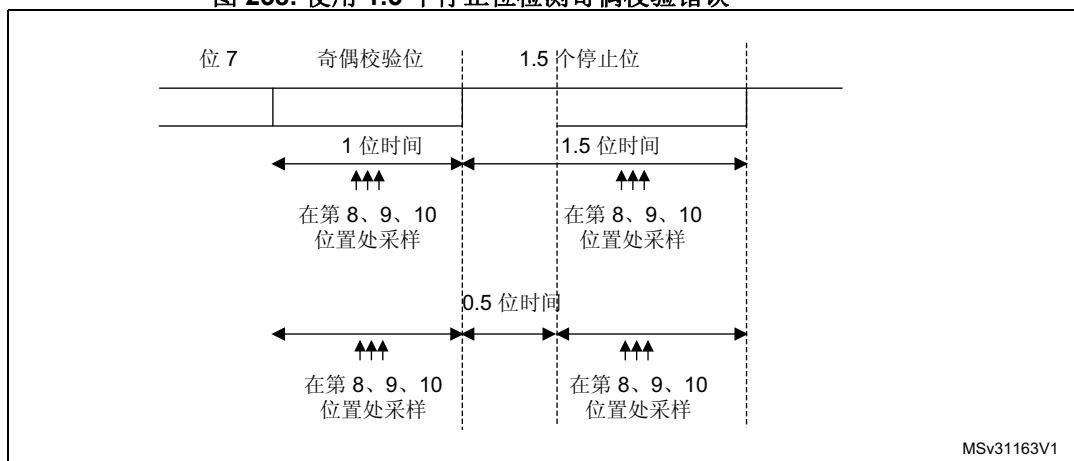 位 7 奇偶校验位 1.5 个停止位
1 位时间 1.5 位时间
在第 8、9、10
位置处采样
在第 8、9、10
位置处采样
0.5 位时间
在第 8、9、10
位置处采样
在第 8、9、10
位置处采样
MSv31163V1